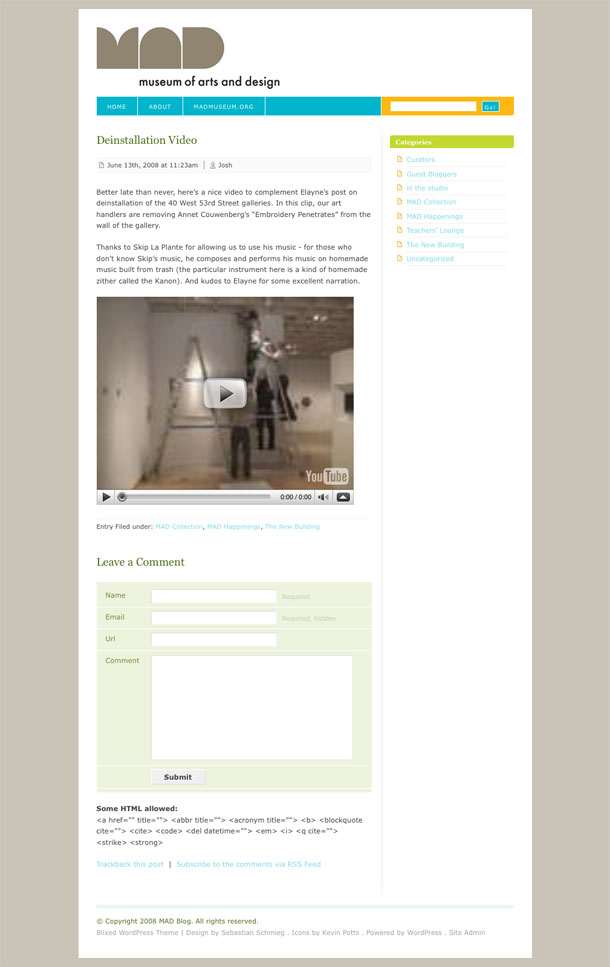 MAD
museum of arts and design
HOME ABOUT MADMUSEUM.ORG Go!
Deinstallation Video
June 13th, 2008 at 11:23am | Josh
Better late than never, here's a nice video to complement Elayne's post on
deinstallation of the 40 West 53rd Street galleries. In this clip, our art
handlers are removing Annet Couwenberg's "Embroidery Penetrates" from the
wall of the gallery.
Thanks to Skip La Plante for allowing us to use his music - for those who
don't know Skip's music, he composes and performs his music on homemade
music built from trash (the particular instrument here is a kind of homemade
zither called the Kanon). And kudos to Elayne for some excellent narration.
YouTube
0:00 / 0:00
Entry Filed under: MAD Collection, MAD Happenings, The New Building
Leave a Comment
Name Required
Email Required, hidden
Url
Comment
Submit
Some HTML allowed:
<a href="" title=""> <abbr title=""> <acronym title=""> <b> <blockquote
cite=""> <cite> <code> <del datetime=""> <em> <i> <q cite="">
<strike> <strong>
Trackback this post | Subscribe to the comments via RSS Feed
Categories
Curators
Guest Bloggers
In the studio
MAD Collection
MAD Happenings
Teachers' Lounge
The New Building
Uncategorized
© Copyright 2008 MAD Blog. All rights reserved.
Blixed WordPress Theme | Design by Sebastian Schmieg . Icons by Kevin Potts . Powered by WordPress . Site Admin